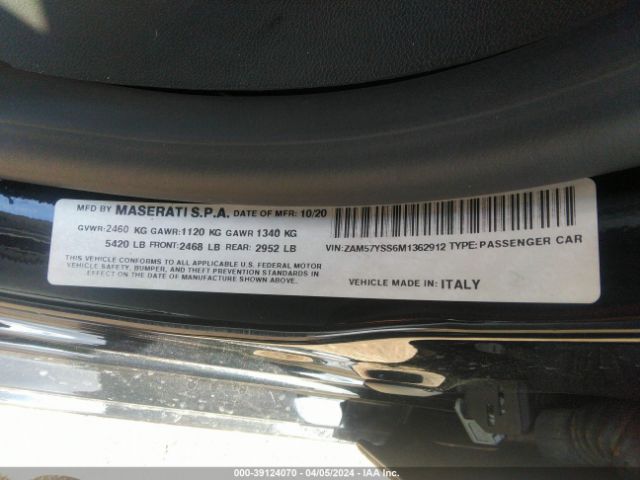 MFD BY MASERATI S.P.A. DATE OF MFR: 10/20
GVWR:2460 KG GAWR:1120 KG GAWR 1340 KG
5420 LB FRONT:2468 LB REAR: 2952 LB
THIS VEHICLE CONFORMS TO ALL APPLICABLE U.S. FEDERAL MOTOR
VEHICLE SAFETY, BUMPER, AND THEFT PREVENTION STANDARDS IN
EFFECT ON THE DATE OF MANUFACTURE SHOWN ABOVE.
VIN:ZAM57YSS6M1362912 TYPE:PASSENGER CAR
VEHICLE MADE IN: ITALY
000-39124070 - 04/05/2024 - IAA Inc.